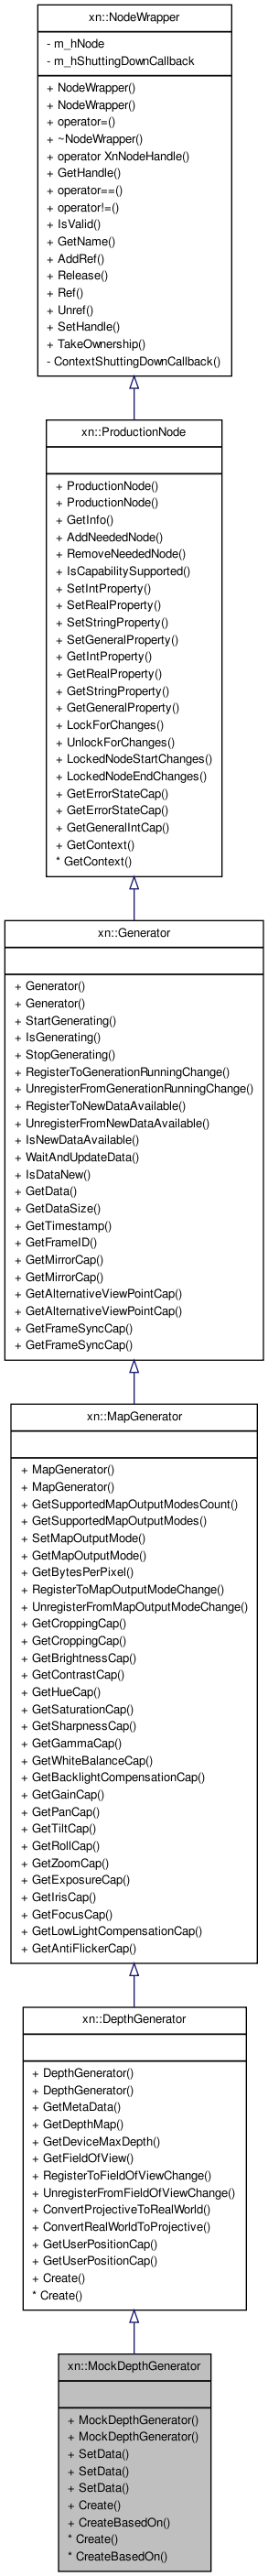 xn::NodeWrapper
- m_hNode
- m_hShuttingDownCallback
+ NodeWrapper()
+ NodeWrapper()
+ operator=()
+ ~NodeWrapper()
+ operator XnNodeHandle()
+ GetHandle()
+ operator==()
+ operator!=()
+ IsValid()
+ GetName()
+ AddRef()
+ Release()
+ Ref()
+ Unref()
+ SetHandle()
+ TakeOwnership()
- ContextShuttingDownCallback()
xn::ProductionNode
+ ProductionNode()
+ ProductionNode()
+ GetInfo()
+ AddNeededNode()
+ RemoveNeededNode()
+ IsCapabilitySupported()
+ SetIntProperty()
+ SetRealProperty()
+ SetStringProperty()
+ SetGeneralProperty()
+ GetIntProperty()
+ GetRealProperty()
+ GetStringProperty()
+ GetGeneralProperty()
+ LockForChanges()
+ UnlockForChanges()
+ LockedNodeStartChanges()
+ LockedNodeEndChanges()
+ GetErrorStateCap()
+ GetErrorStateCap()
+ GetGeneralIntCap()
+ GetContext()
* GetContext()
xn::Generator
+ Generator()
+ Generator()
+ StartGenerating()
+ IsGenerating()
+ StopGenerating()
+ RegisterToGenerationRunningChange()
+ UnregisterFromGenerationRunningChange()
+ RegisterToNewDataAvailable()
+ UnregisterFromNewDataAvailable()
+ IsNewDataAvailable()
+ WaitAndUpdateData()
+ IsDataNew()
+ GetData()
+ GetDataSize()
+ GetTimestamp()
+ GetFrameID()
+ GetMirrorCap()
+ GetMirrorCap()
+ GetAlternativeViewPointCap()
+ GetAlternativeViewPointCap()
+ GetFrameSyncCap()
+ GetFrameSyncCap()
xn::MapGenerator
+ MapGenerator()
+ MapGenerator()
+ GetSupportedMapOutputModesCount()
+ GetSupportedMapOutputModes()
+ SetMapOutputMode()
+ GetMapOutputMode()
+ GetBytesPerPixel()
+ RegisterToMapOutputModeChange()
+ UnregisterFromMapOutputModeChange()
+ GetCroppingCap()
+ GetCroppingCap()
+ GetBrightnessCap()
+ GetContrastCap()
+ GetHueCap()
+ GetSaturationCap()
+ GetSharpnessCap()
+ GetGammaCap()
+ GetWhiteBalanceCap()
+ GetBacklightCompensationCap()
+ GetGainCap()
+ GetPanCap()
+ GetTiltCap()
+ GetRollCap()
+ GetZoomCap()
+ GetExposureCap()
+ GetIrisCap()
+ GetFocusCap()
+ GetLowLightCompensationCap()
+ GetAntiFlickerCap()
xn::DepthGenerator
+ DepthGenerator()
+ DepthGenerator()
+ GetMetaData()
+ GetDepthMap()
+ GetDeviceMaxDepth()
+ GetFieldOfView()
+ RegisterToFieldOfViewChange()
+ UnregisterFromFieldOfViewChange()
+ ConvertProjectiveToRealWorld()
+ ConvertRealWorldToProjective()
+ GetUserPositionCap()
+ GetUserPositionCap()
+ Create()
* Create()
xn::MockDepthGenerator
+ MockDepthGenerator()
+ MockDepthGenerator()
+ SetData()
+ SetData()
+ SetData()
+ Create()
+ CreateBasedOn()
* Create()
* CreateBasedOn()